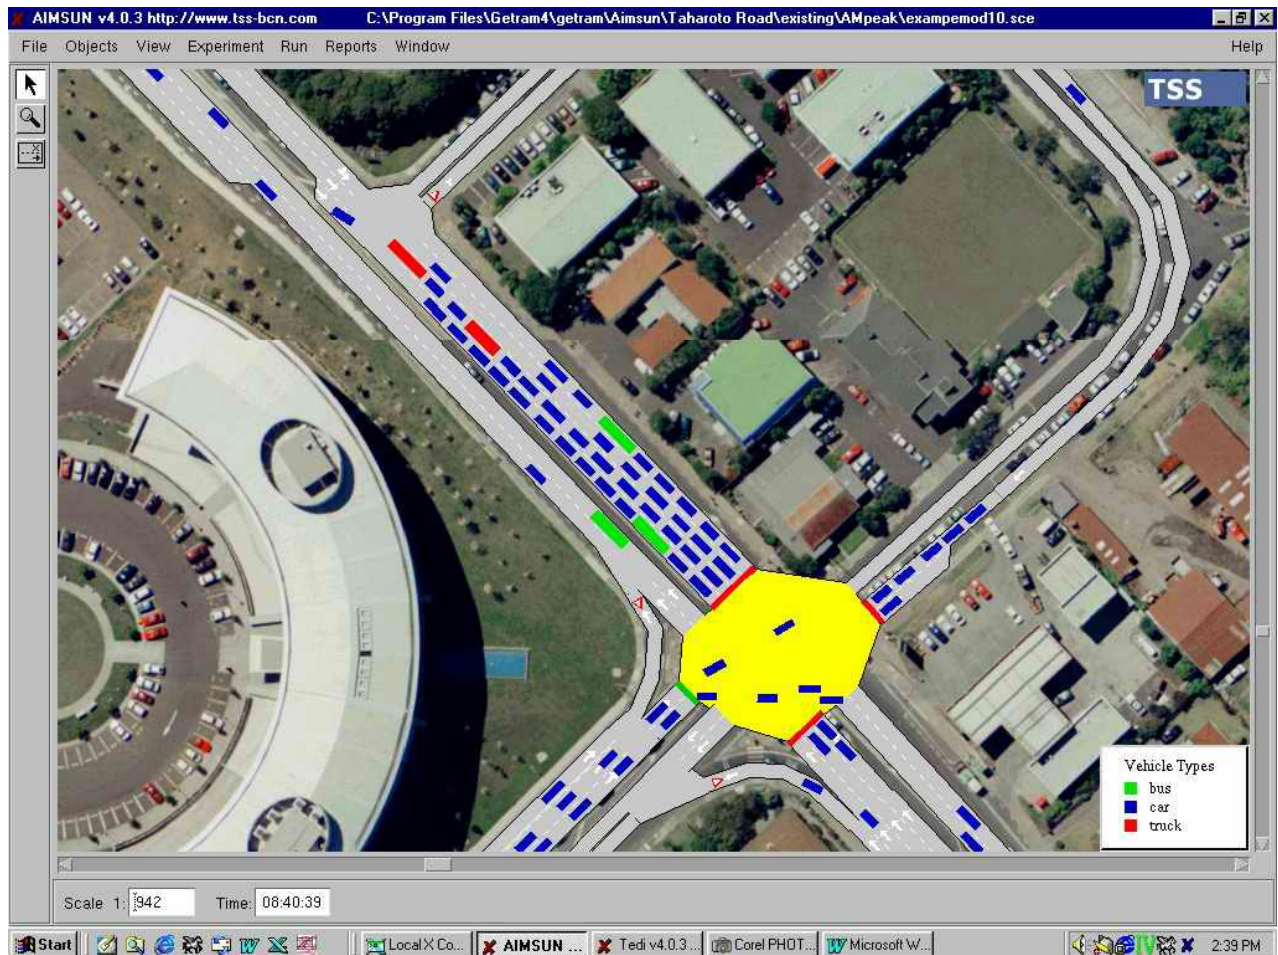 AIMSUN v4.0.3 http://www.tss-bcn.com C:\Program Files\Getram4\getram\Aimsun\Taharoto Road\existing\AMpeak\exampemod10.sce
File Objects View Experiment Run Reports Window Help
TSS
Vehicle Types
bus
car
truck
Scale 1: 942 Time: 08:40:39
Start Local X Co... AIMSUN ... Tedi v4.0.3 ... Corel PHOT... Microsoft W... 2:39 PM